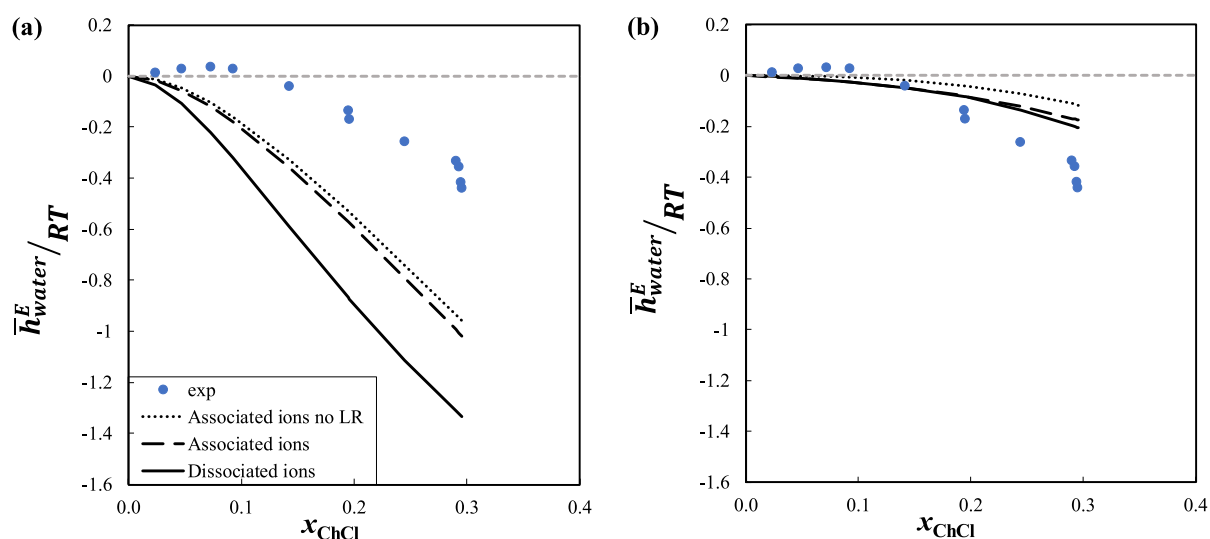 (a)
0.2
0
-0.2
-0.4
-0.6
-0.8
-1
-1.2
-1.4
-1.6
h̅ᴱwater/RT
exp
Associated ions no LR
Associated ions
Dissociated ions
0.0 0.1 0.2 0.3 0.4
xChCl
(b)
0.2
0
-0.2
-0.4
-0.6
-0.8
-1
-1.2
-1.4
-1.6
h̅ᴱwater/RT
0.0 0.1 0.2 0.3 0.4
xChCl